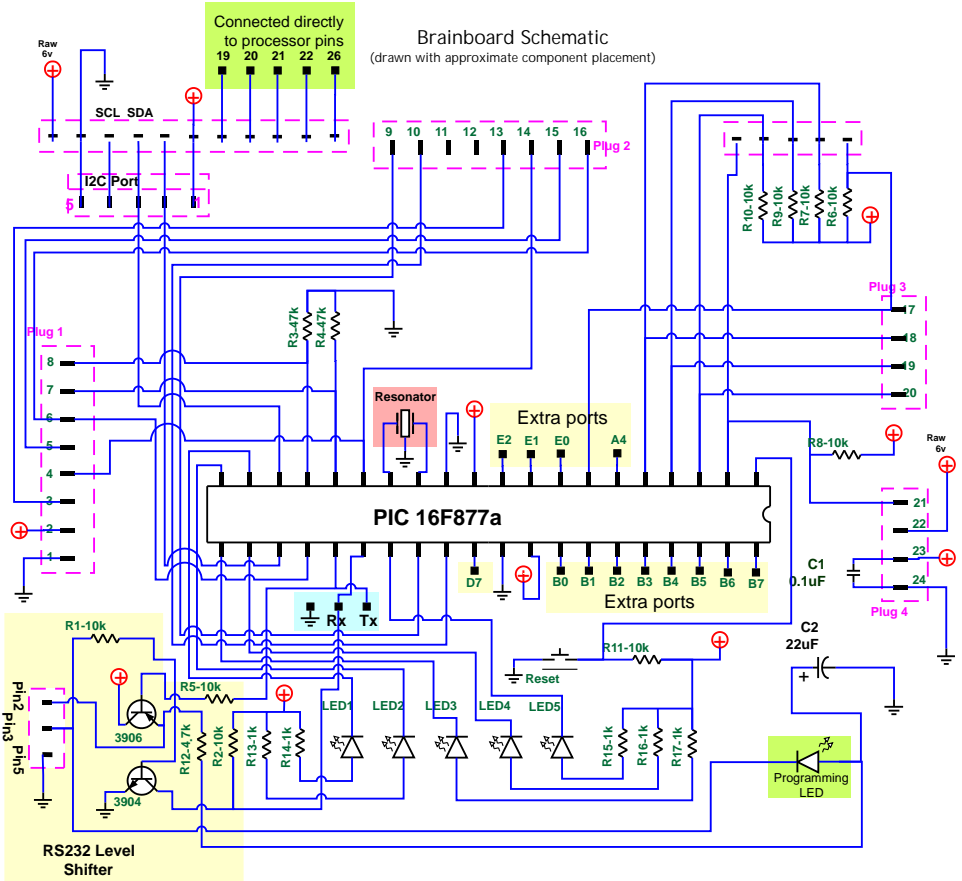 Brainboard Schematic
(drawn with approximate component placement)
Connected directly
to processor pins
19 20 21 22 26
Raw
6v
SCL SDA
I2C Port
5 1
9 10 11 12 13 14 15 16
Plug 2
R10-10k
R9-10k
R7-10k
R6-10k
Plug 3
17
18
19
20
R3-47k
R4-47k
Plug 1
8
7
6
5
4
3
2
1
Resonator
Extra ports
E2 E1 E0 A4
R8-10k
Raw
6v
PIC 16F877a
21
22
23
24
Plug 4
C1
0.1uF
D7
B0 B1 B2 B3 B4 B5 B6 B7
Extra ports
Rx Tx
C2
22uF
+
R1-10k
R11-10k
Reset
R5-10k
Pin2
Pin3
Pin5
3906
3904
R12-4,7k
R2-10k
R13-1k
R14-1k
LED1 LED2 LED3 LED4 LED5
R15-1k
R16-1k
R17-1k
Programming
LED
RS232 Level
Shifter